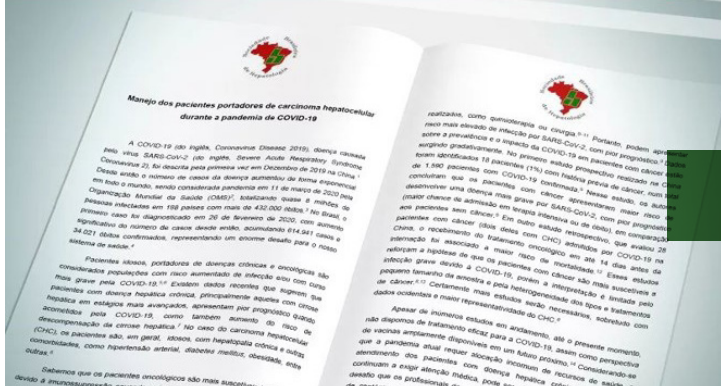 Sociedade Brasileira
de Hepatologia
Manejo dos pacientes portadores de carcinoma hepatocelular
durante a pandemia de COVID-19
A COVID-19 (do inglês, Coronavirus Disease 2019), doença causada
pelo vírus SARS-CoV-2 (do inglês, Severe Acute Respiratory Syndrome
Coronavirus 2), foi descrita pela primeira vez em Dezembro de 2019 na China.¹
Desde então o número de casos da doença aumentou de forma exponencial
em todo o mundo, sendo considerada pandemia em 11 de março de 2020 pela
Organização Mundial da Saúde (OMS)², totalizando quase 8 milhões de
pessoas infectadas em 198 países com mais de 432.000 óbitos.³ No Brasil, o
primeiro caso foi diagnosticado em 26 de fevereiro de 2020, com aumento
significativo do número de casos desde então, acumulando 614.941 casos e
34.021 óbitos confirmados, representando um enorme desafio para o nosso
sistema de saúde.⁴
Pacientes idosos, portadores de doenças crônicas e oncológicas são
considerados populações com risco aumentado de infecção e/ou com curso
mais grave pela COVID-19. Existem dados recentes que sugerem que
pacientes com doença hepática crônica, principalmente aqueles com cirrose
hepática em estágios mais avançados, apresentam pior prognóstico quando
acometidos pela COVID-19, como também aumento do risco de
descompensação da cirrose hepática.⁷ No caso do carcinoma hepatocelular
(CHC), os pacientes são, em geral, idosos, com hepatopatia crônica e outras
comorbidades, como hipertensão arterial, diabetes mellitus, obesidade, entre
outras.⁸
Sabemos que os pacientes oncológicos são mais
devido à imunossupressão
Sociedade Brasileira
de Hepatologia
realizados, como quimioterapia ou cirurgia. Portanto, podem apresentar
risco mais elevado de infecção por SARS-CoV-2, com pior prognóstico. Dados
sobre a prevalência e o impacto da COVID-19 em pacientes com câncer estão
surgindo gradativamente. No primeiro estudo prospectivo realizado na China
foram identificados 18 pacientes (1%) com história prévia de câncer, num total
de 1.590 pacientes com COVID-19 confirmada. Nesse estudo, os autores
concluíram que os pacientes com câncer apresentaram maior risco de
desenvolver uma doença mais grave por SARS-CoV-2, com pior prognóstico
(maior chance de admissão em terapia intensiva ou de óbito), em comparação
aos pacientes sem câncer. Em outro estudo retrospectivo, que avaliou 28
pacientes com câncer (dois deles com CHC) admitidos por COVID-19 na
China, o recebimento do tratamento oncológico em até 14 dias antes da
internação foi associado a maior risco de mortalidade. Esses estudos
reforçam a hipótese de que os pacientes com câncer são mais suscetíveis a
infecção grave devido à COVID-19, porém a interpretação é limitada pelo
pequeno tamanho da amostra e pela heterogeneidade dos tipos e tratamentos
de câncer. Certamente mais estudos serão necessários, sobretudo com
dados ocidentais e maior representatividade do CHC.
Apesar de inúmeros estudos em andamento, até o presente momento,
não dispomos de tratamento eficaz para a COVID-19, assim como perspectiva
de vacinas amplamente disponíveis em um futuro próximo. Considerando-se
que a pandemia atual requer alocação incomum de recursos de saúde, o
atendimento dos pacientes com doença hepática
continuam a exigir atenção médica, pode
desafio que os profissionais